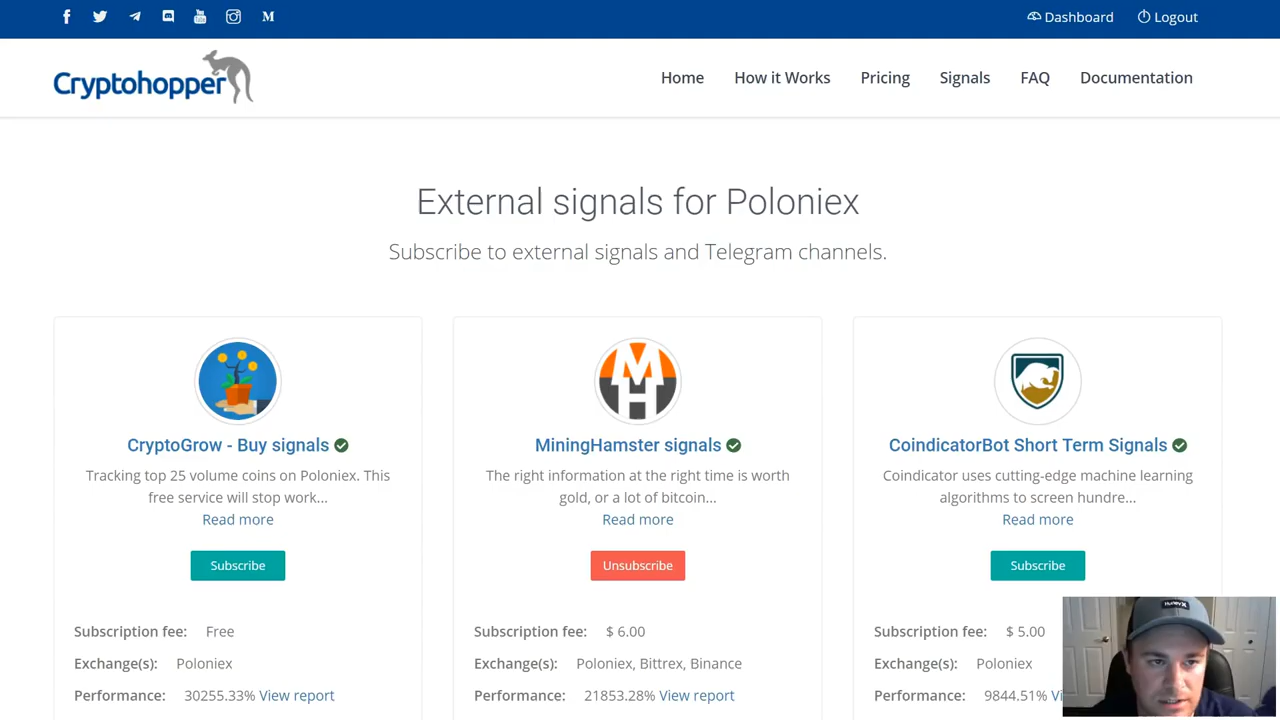 Dashboard Logout
Cryptohopper
Home How it Works Pricing Signals FAQ Documentation
External signals for Poloniex
Subscribe to external signals and Telegram channels.
CryptoGrow - Buy signals
Tracking top 25 volume coins on Poloniex. This
free service will stop work...
Read more
Subscribe
Subscription fee: Free
Exchange(s): Poloniex
Performance: 30255.33% View report
MH
MiningHamster signals
The right information at the right time is worth
gold, or a lot of bitcoin...
Read more
Unsubscribe
Subscription fee: $ 6.00
Exchange(s): Poloniex, Bittrex, Binance
Performance: 21853.28% View report
CoindicatorBot Short Term Signals
Coindicator uses cutting-edge machine learning
algorithms to screen hundre...
Read more
Subscribe
Subscription fee: $ 5.00
Exchange(s): Poloniex
Performance: 9844.51%